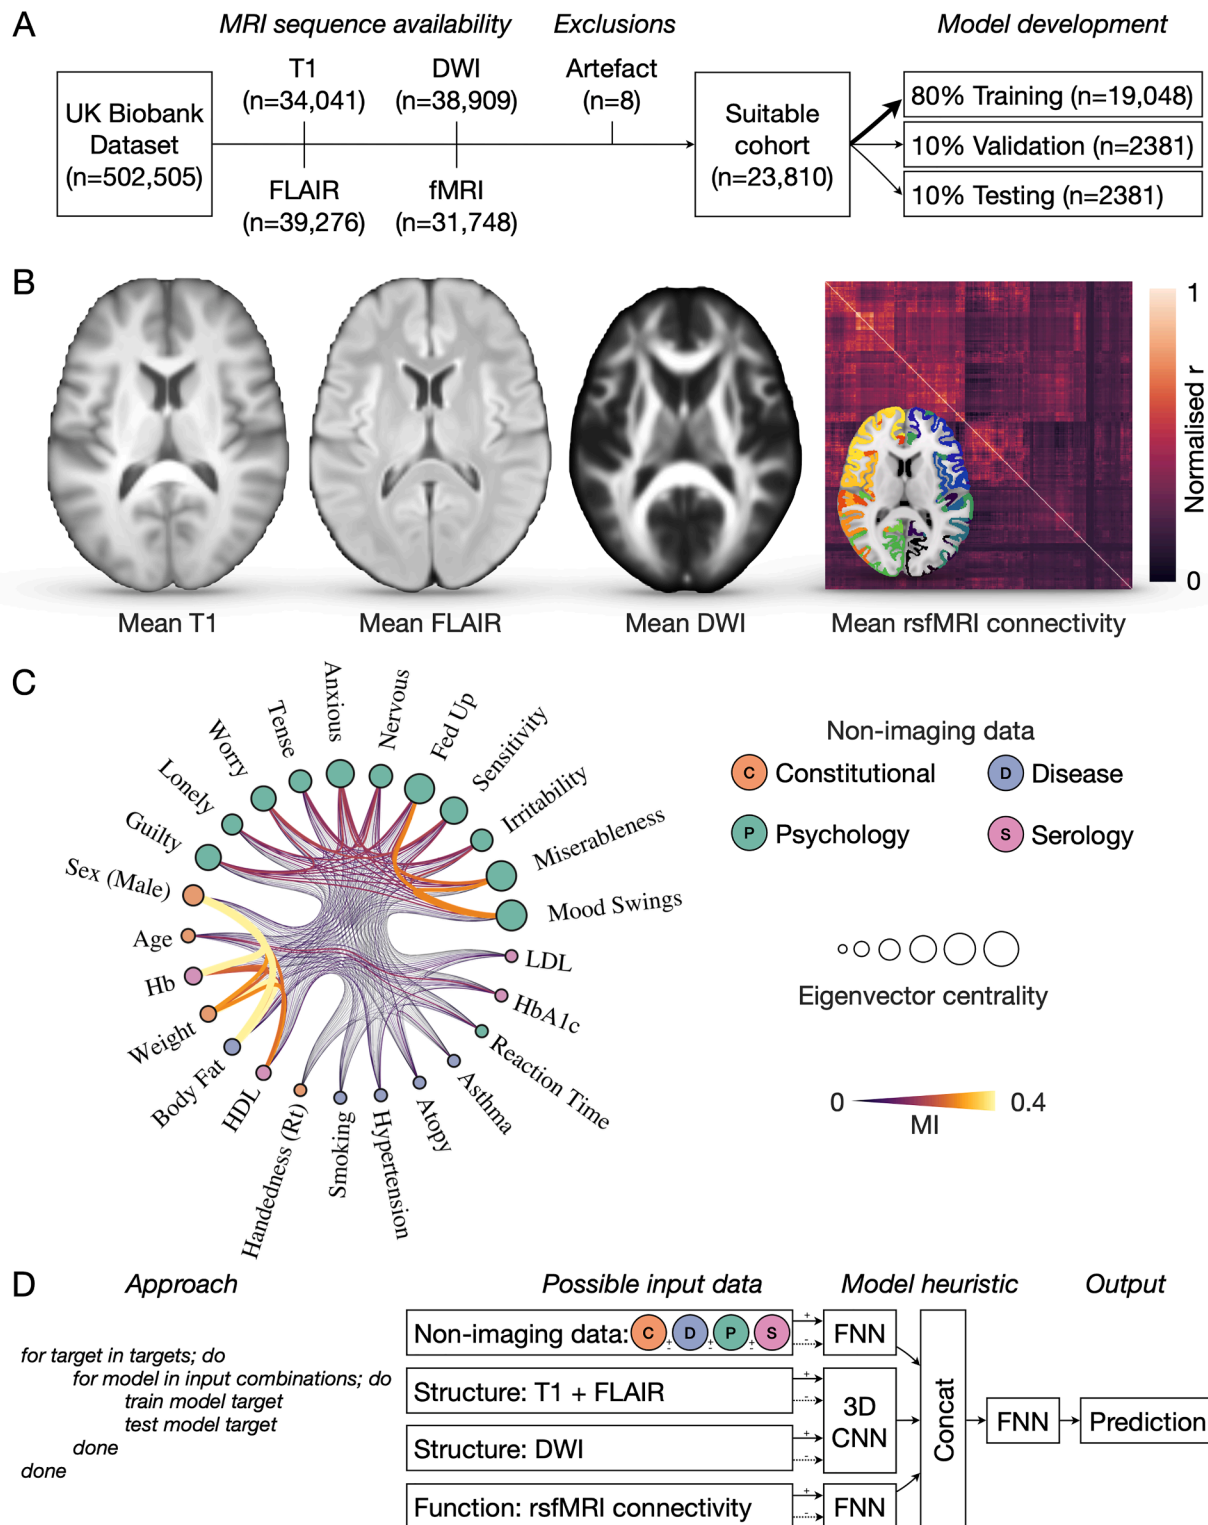 A
MRI sequence availability
Exclusions
Model development
UK Biobank
Dataset
(n=502,505)
T1
(n=34,041)
DWI
(n=38,909)
Artefact
(n=8)
FLAIR
(n=39,276)
fMRI
(n=31,748)
Suitable
cohort
(n=23,810)
80% Training (n=19,048)
10% Validation (n=2381)
10% Testing (n=2381)
B
1
Normalised r
0
Mean T1
Mean FLAIR
Mean DWI
Mean rsfMRI connectivity
C
Anxious
Nervous
Fed Up
Sensitivity
Irritability
Miserableness
Mood Swings
LDL
HbA1c
Reaction Time
Asthma
Atopy
Hypertension
Smoking
Handedness (Rt)
HDL
Body Fat
Weight
Hb
Age
Sex (Male)
Guilty
Lonely
Worry
Tense
Non-imaging data
C Constitutional
D Disease
P Psychology
S Serology
Eigenvector centrality
0
0.4
MI
D
Approach
Possible input data
Model heuristic
Output
for target in targets; do
for model in input combinations; do
train model target
test model target
done
done
Non-imaging data: C + - D + - P + - S
+
-
FNN
Structure: T1 + FLAIR
+
-
Structure: DWI
+
-
3D
CNN
Function: rsfMRI connectivity
+
-
FNN
Concat
FNN
Prediction